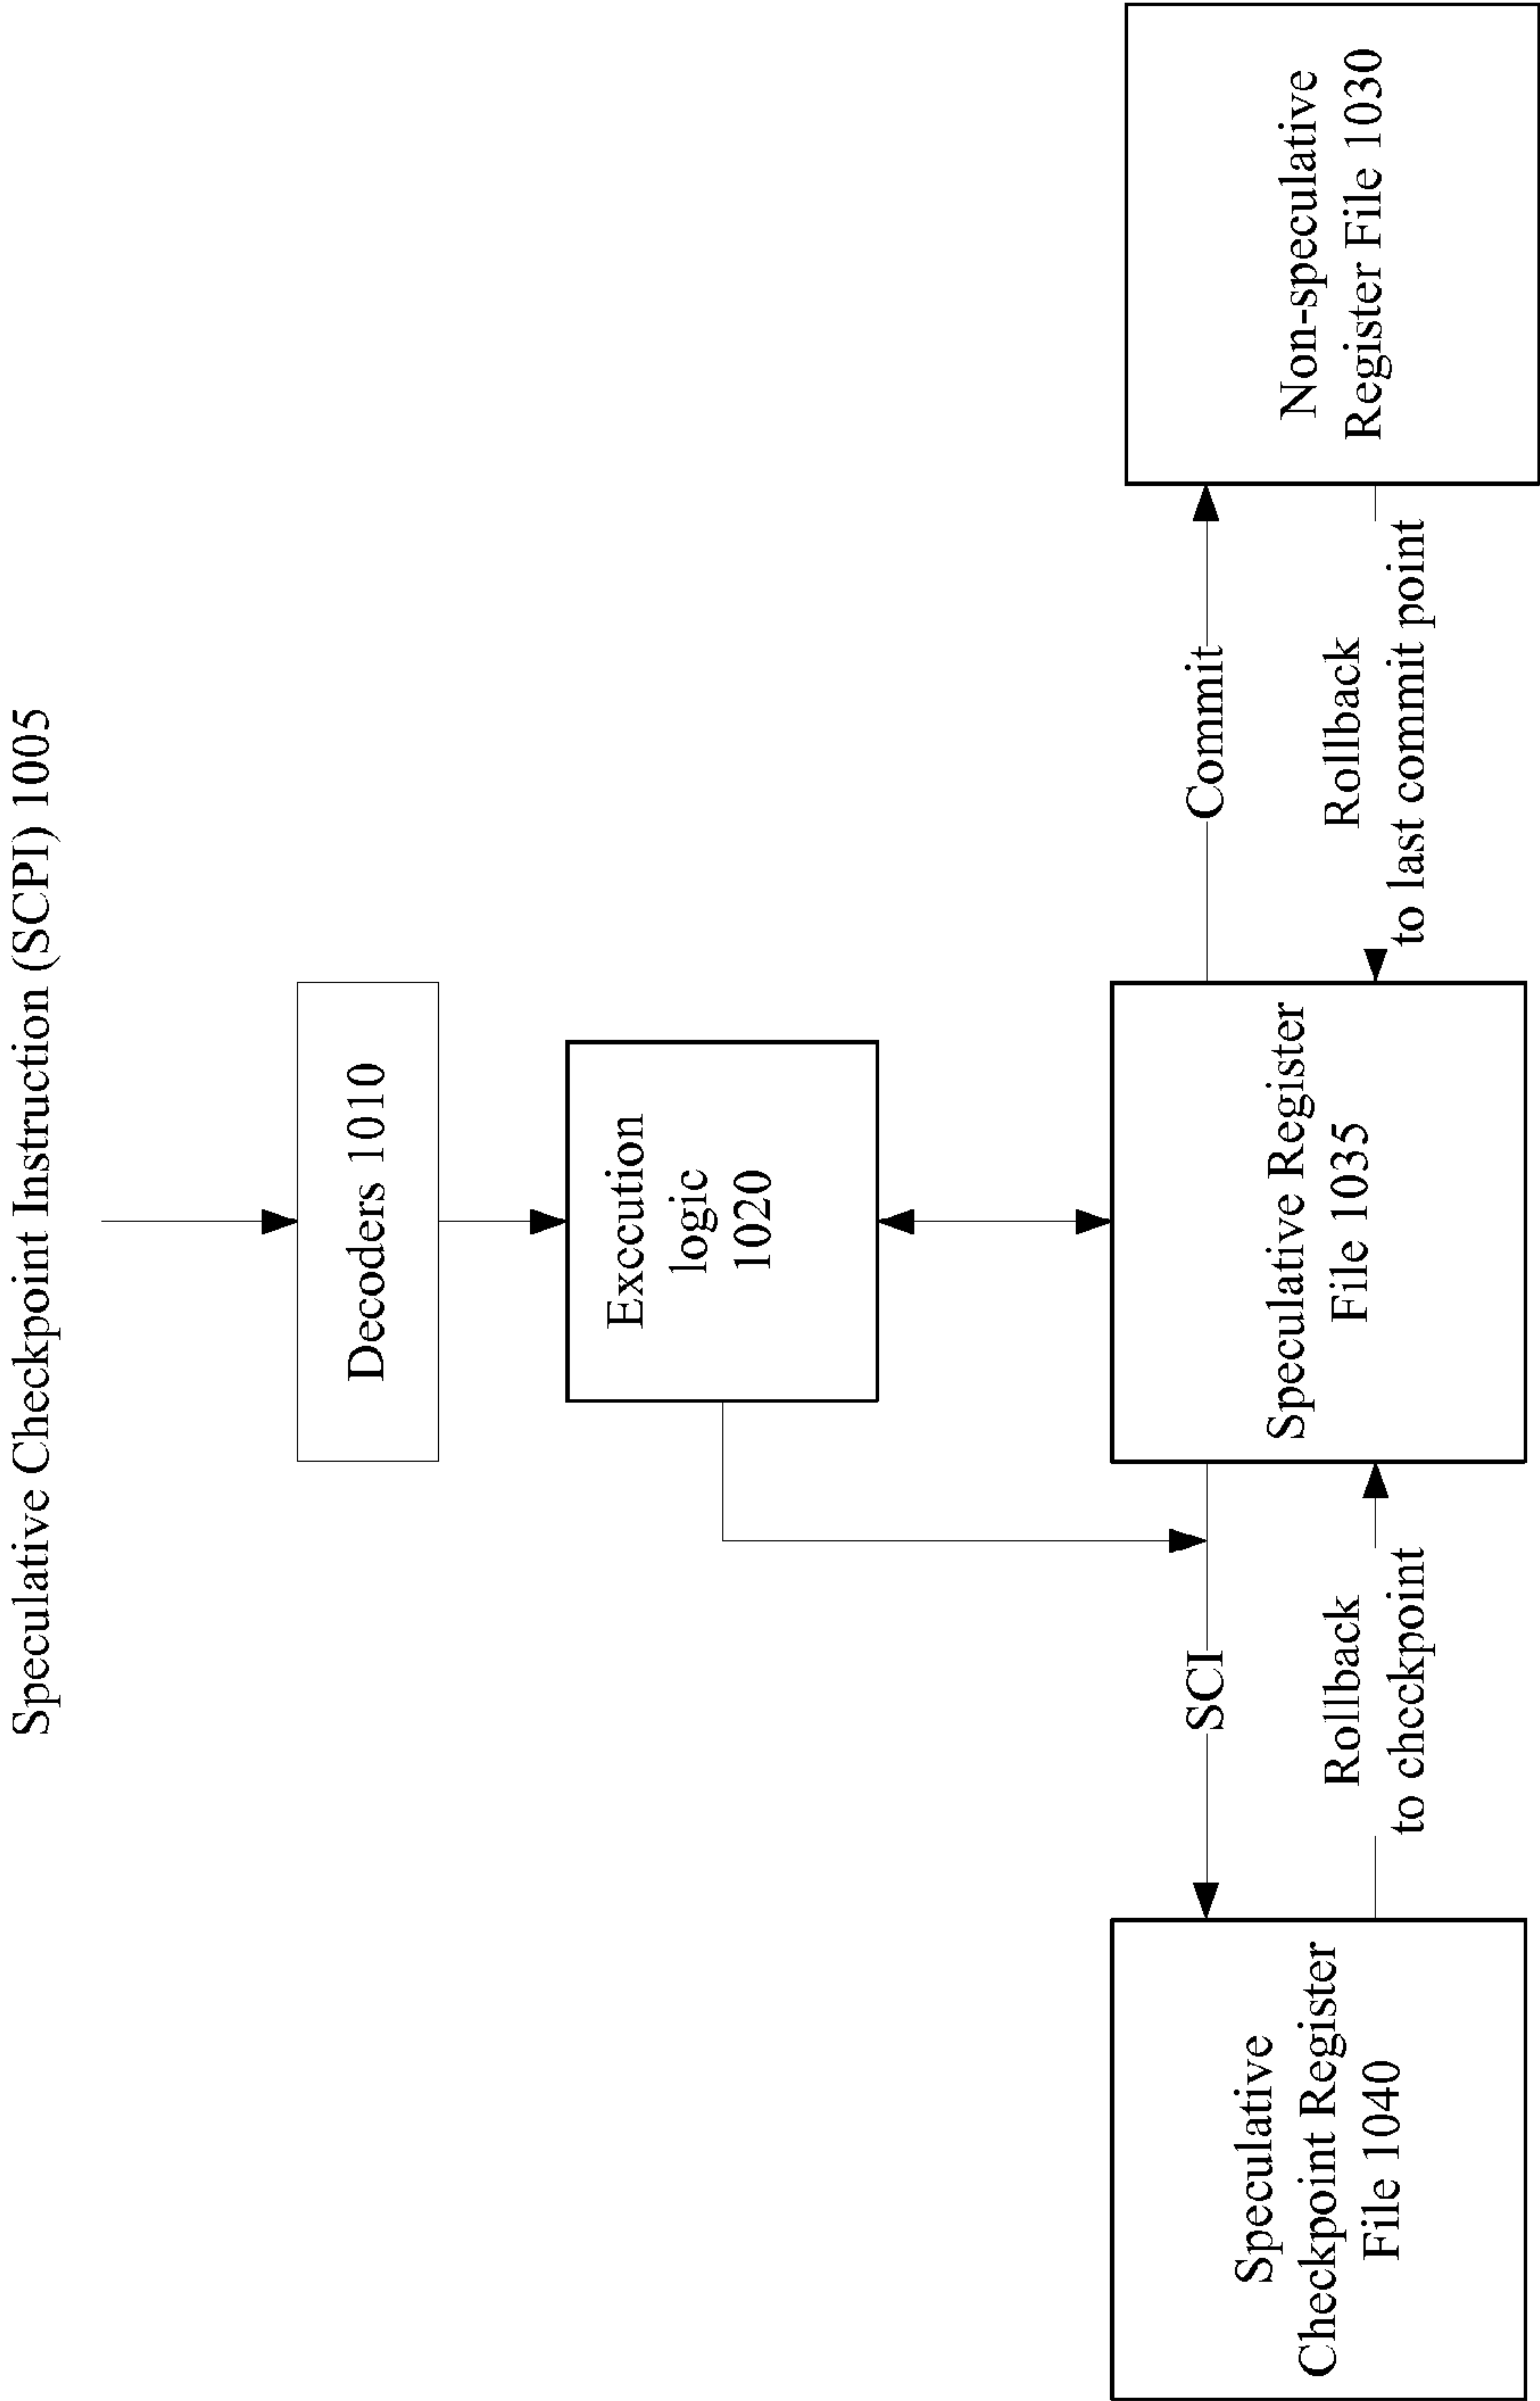 Speculative Checkpoint Instruction (SCPI) 1005
Decoders 1010
Execution
logic
1020
SCI
Commit
Speculative
Checkpoint Register
File 1040
Rollback
to checkpoint
Speculative Register
File 1035
Rollback
to last commit point
Non-speculative
Register File 1030